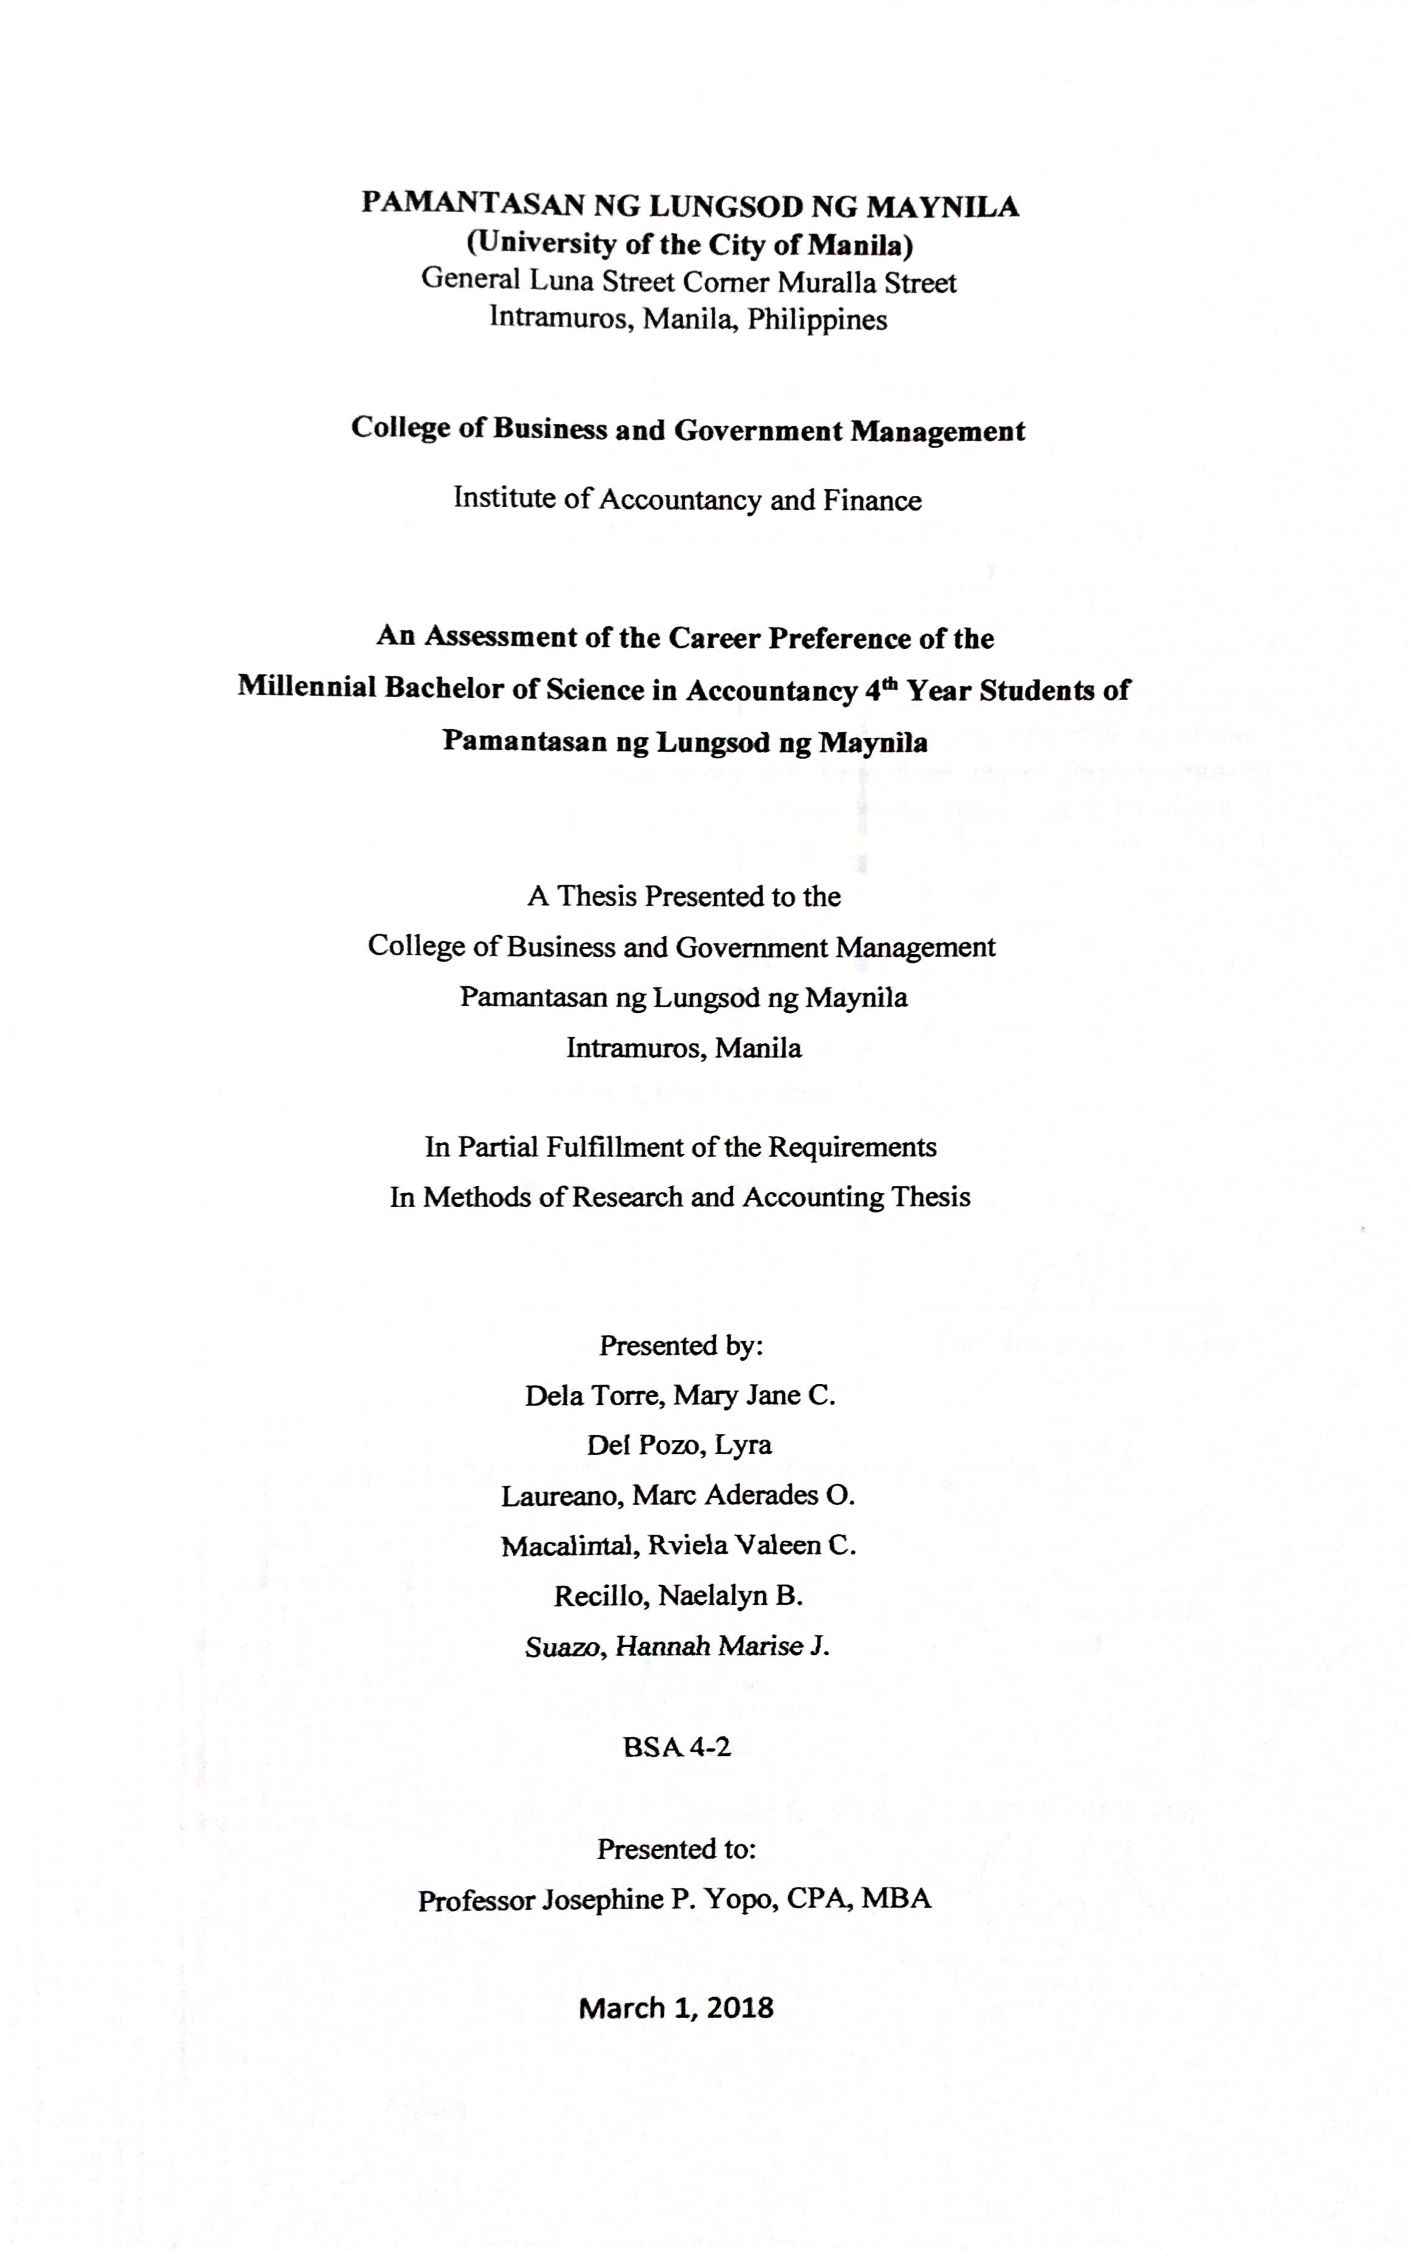 PAMANTASAN NG LUNGSOD NG MAYNILA
(University of the City of Manila)
General Luna Street Corner Muralla Street
Intramuros, Manila, Philippines
College of Business and Government Management
Institute of Accountancy and Finance
An Assessment of the Career Preference of the
Millennial Bachelor of Science in Accountancy 4th Year Students of
Pamantasan ng Lungsod ng Maynila
A Thesis Presented to the
College of Business and Government Management
Pamantasan ng Lungsod ng Maynila
Intramuros, Manila
In Partial Fulfillment of the Requirements
In Methods of Research and Accounting Thesis
Presented by:
Dela Torre, Mary Jane C.
Del Pozo, Lyra
Laureano, Marc Aderades O.
Macalintal, Rviela Valeen C.
Recillo, Naelalyn B.
Suazo, Hannah Marise J.
BSA 4-2
Presented to:
Professor Josephine P. Yopo, CPA, MBA
March 1, 2018